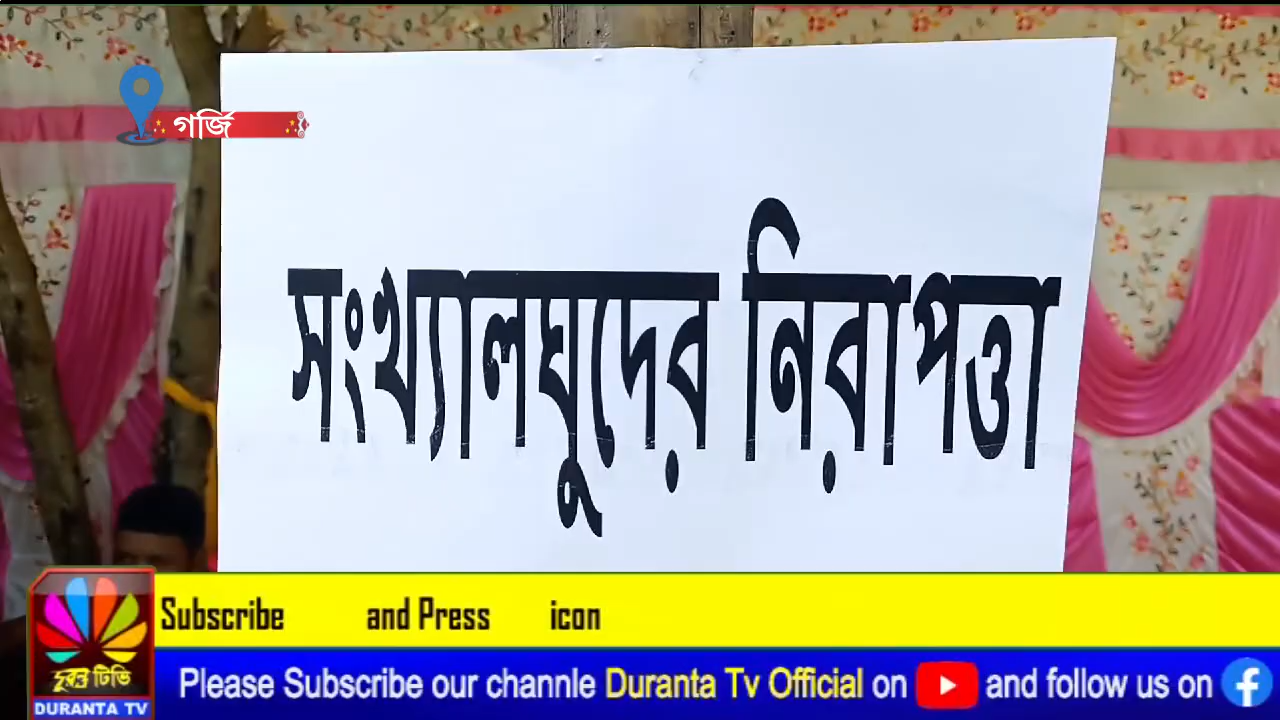 গর্জি
সংখ্যালঘুদের নিরাপত্তা
Subscribe and Press icon
দুরন্ত টিভি
DURANTA TV
Please Subscribe our channle Duranta Tv Official on and follow us on